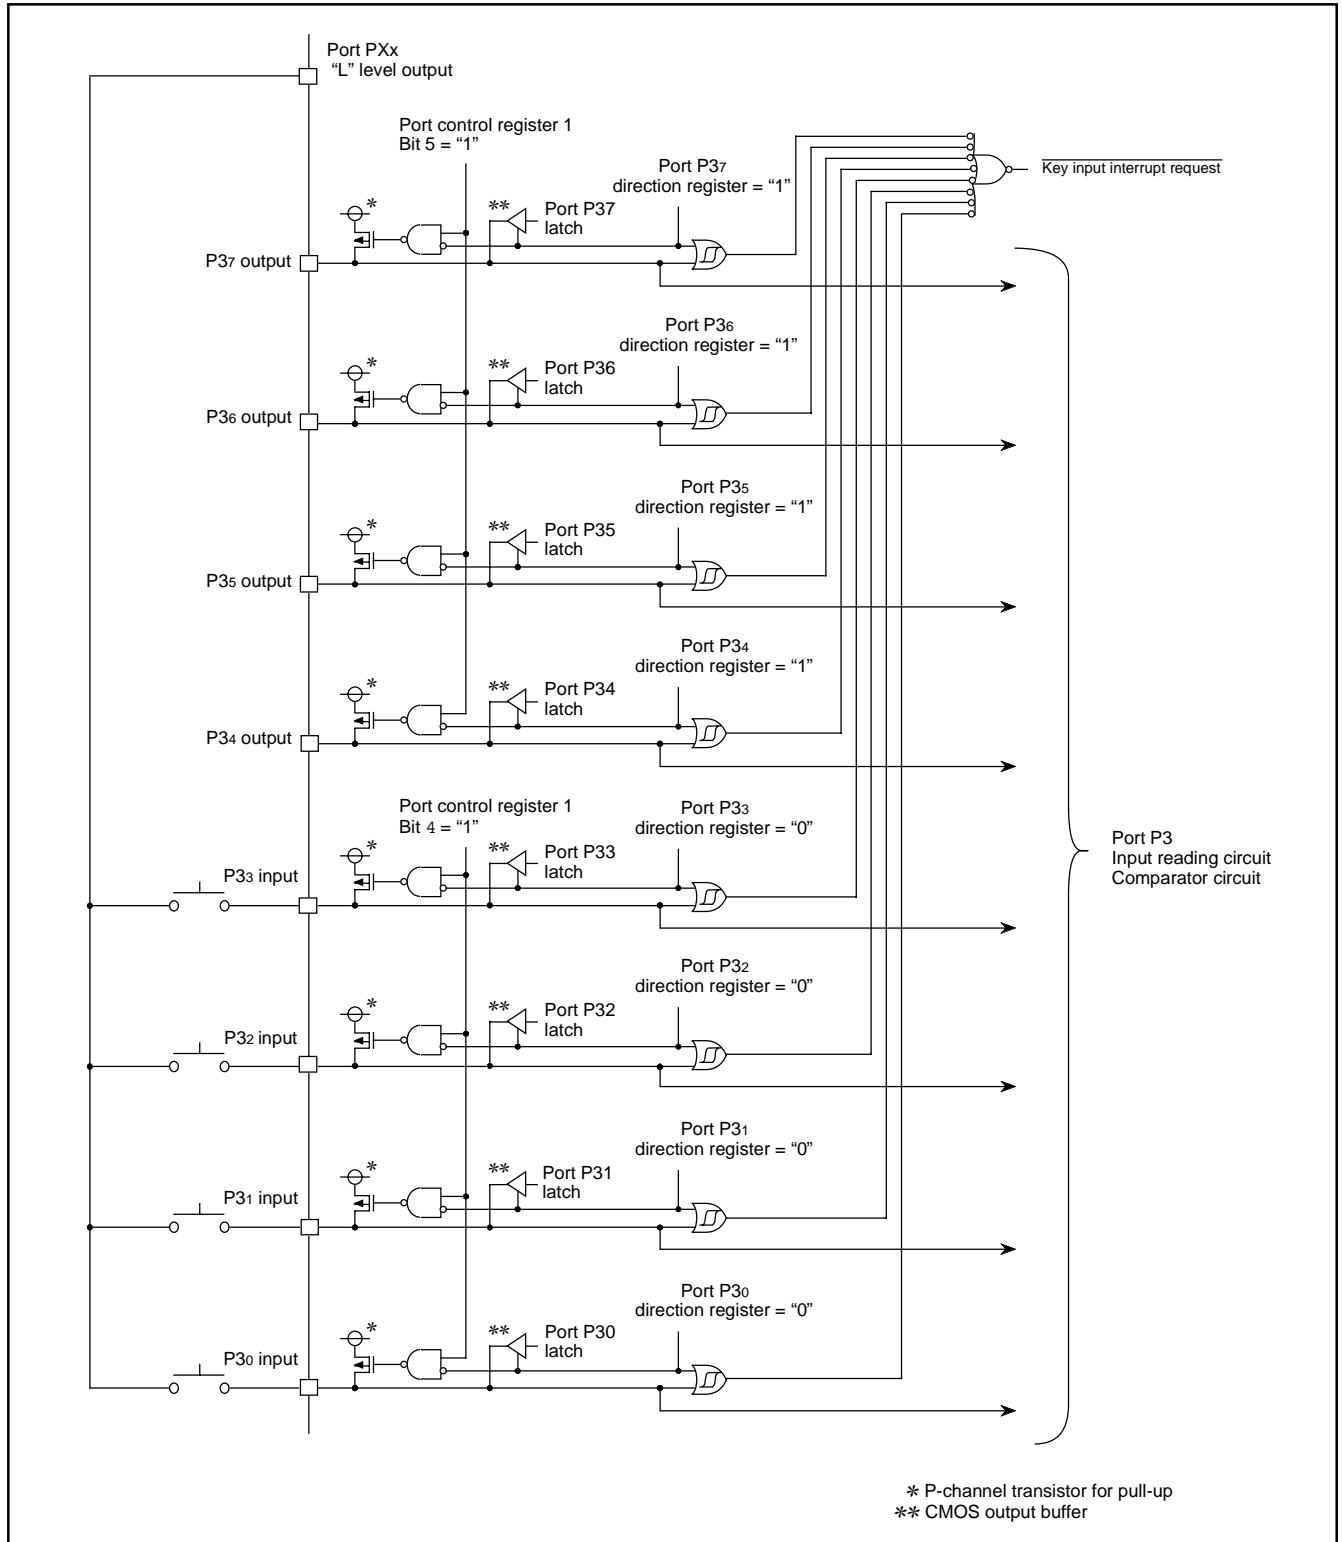 Port PXx
“L” level output
Port control register 1
Bit 5 = “1”
Port P37
direction register = “1”
Key input interrupt request
*
**
Port P37
latch
P37 output
Port P36
direction register = “1”
*
**
Port P36
latch
P36 output
Port P35
direction register = “1”
*
**
Port P35
latch
P35 output
Port P34
direction register = “1”
*
**
Port P34
latch
P34 output
Port control register 1
Bit 4 = “1”
Port P33
direction register = “0”
*
**
Port P33
latch
P33 input
Port P3
Input reading circuit
Comparator circuit
Port P32
direction register = “0”
*
**
Port P32
latch
P32 input
Port P31
direction register = “0”
*
**
Port P31
latch
P31 input
Port P30
direction register = “0”
*
**
Port P30
latch
P30 input
* P-channel transistor for pull-up
** CMOS output buffer